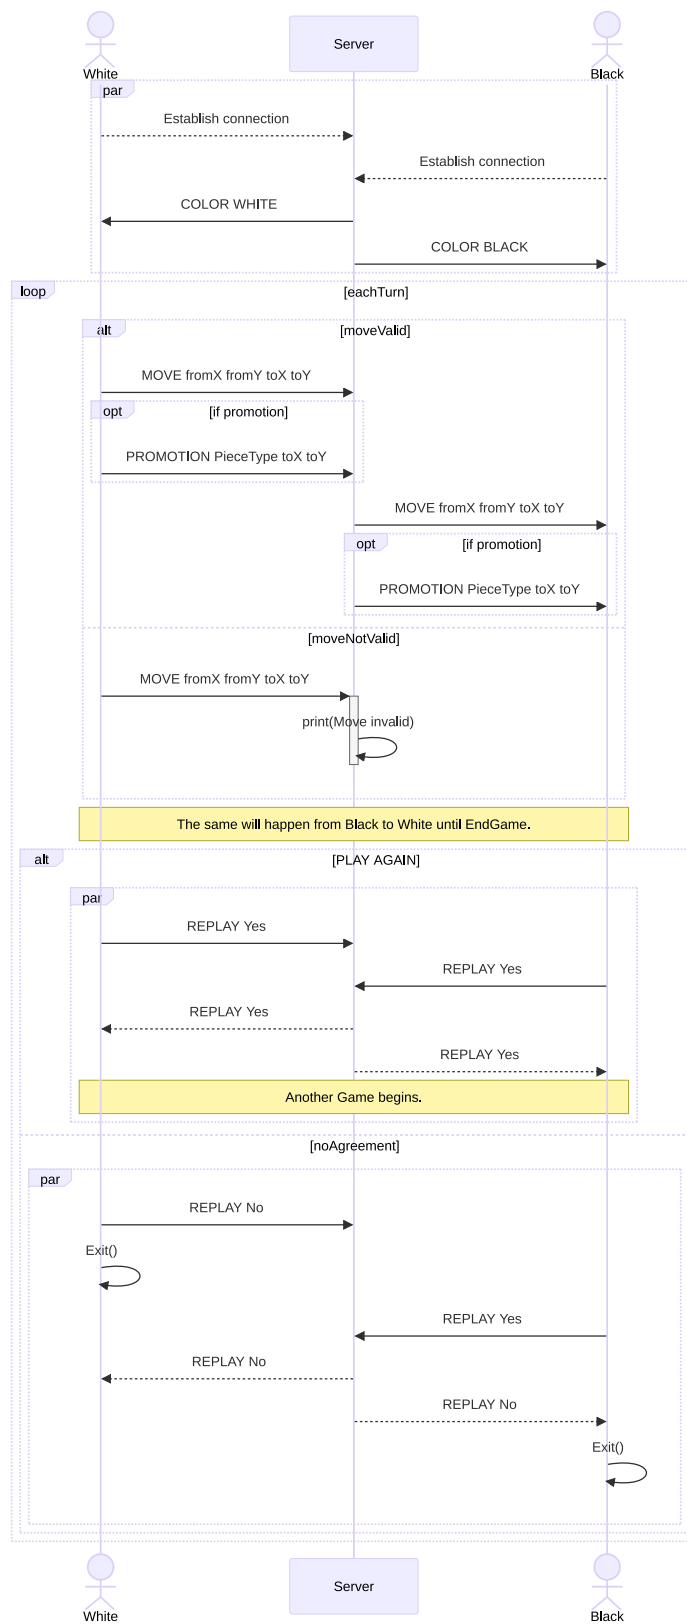 White
Server
Black
par
Establish connection
Establish connection
COLOR WHITE
COLOR BLACK
loop
[eachTurn]
alt
[moveValid]
MOVE fromX fromY toX toY
opt
[if promotion]
PROMOTION PieceType toX toY
MOVE fromX fromY toX toY
opt
[if promotion]
PROMOTION PieceType toX toY
[moveNotValid]
MOVE fromX fromY toX toY
print(Move invalid)
The same will happen from Black to White until EndGame.
alt
[PLAY AGAIN]
par
REPLAY Yes
REPLAY Yes
REPLAY Yes
REPLAY Yes
Another Game begins.
[noAgreement]
par
REPLAY No
Exit()
REPLAY Yes
REPLAY No
REPLAY No
Exit()
White
Server
Black